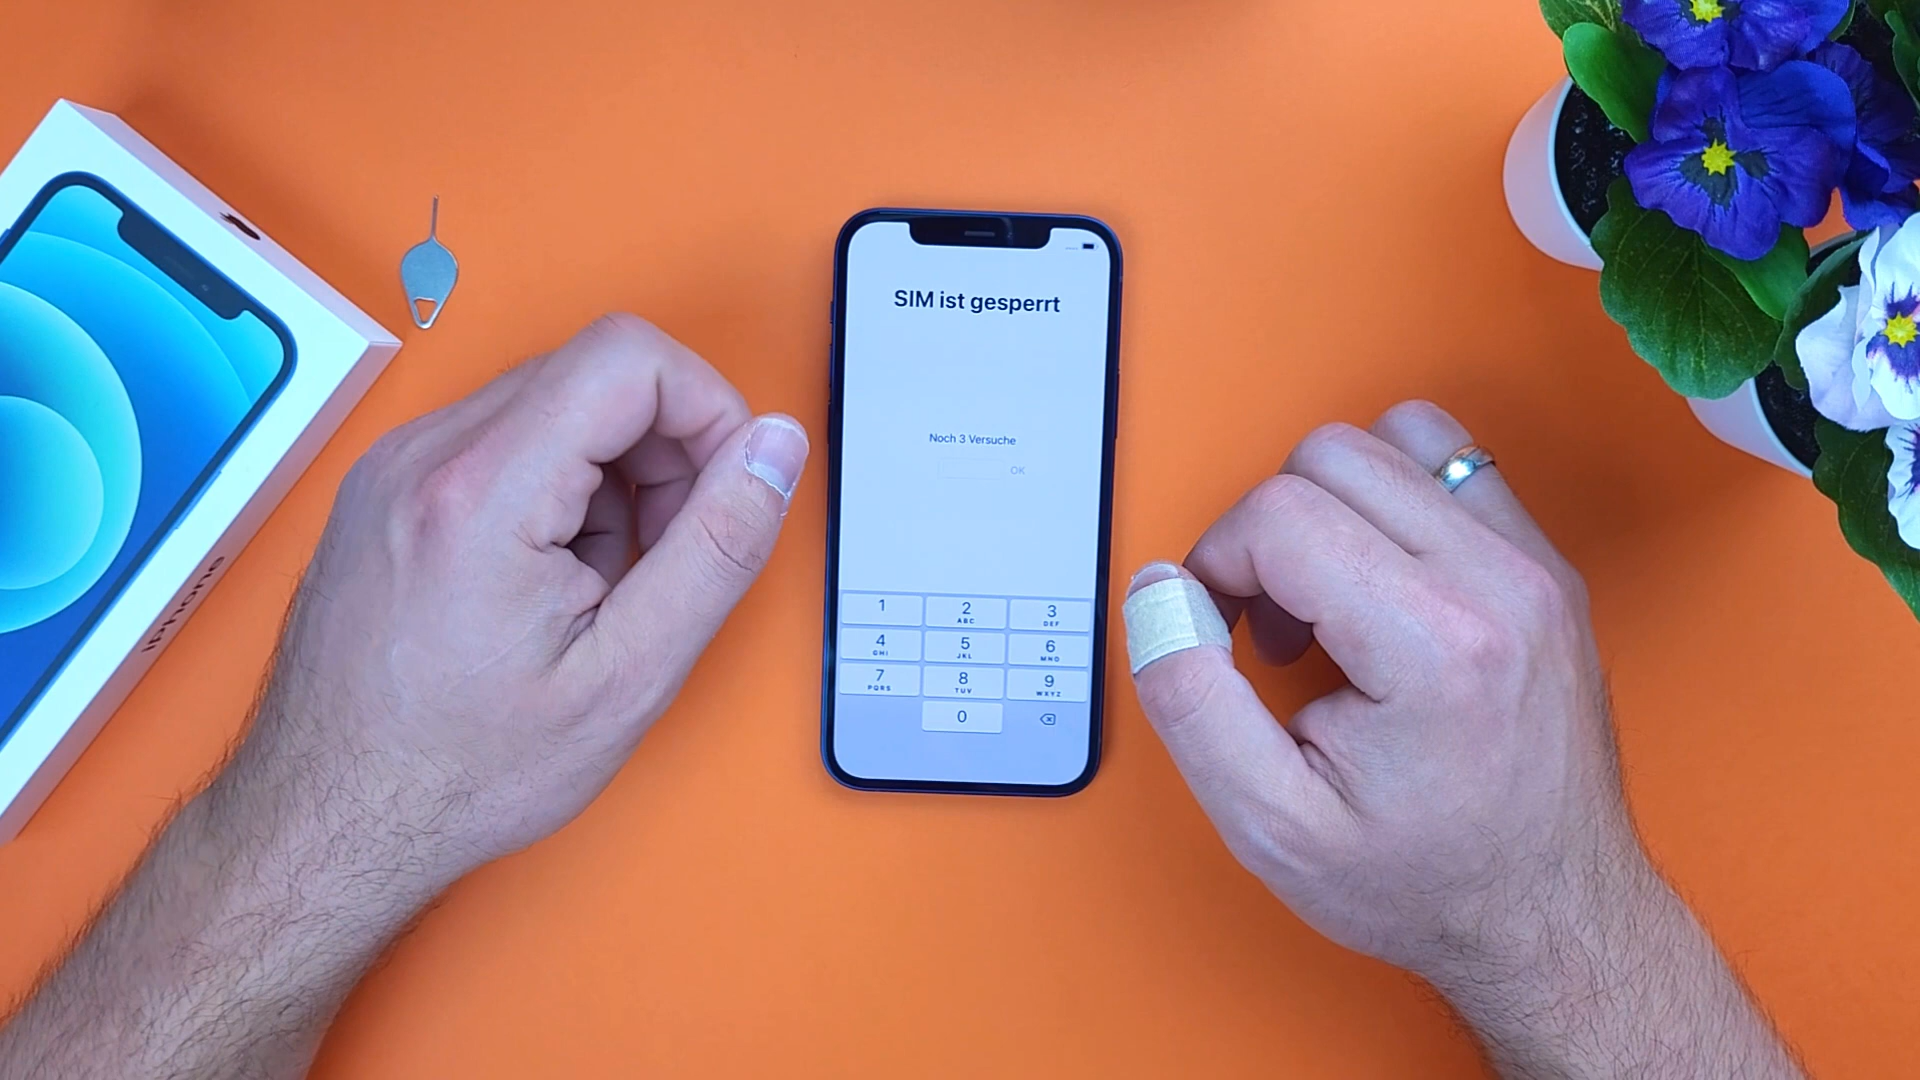 SIM ist gesperrt
Noch 3 Versuche
OK
1
2
ABC
3
DEF
4
GHI
5
JKL
6
MNO
7
PQRS
8
TUV
9
WXYZ
0
iPhone